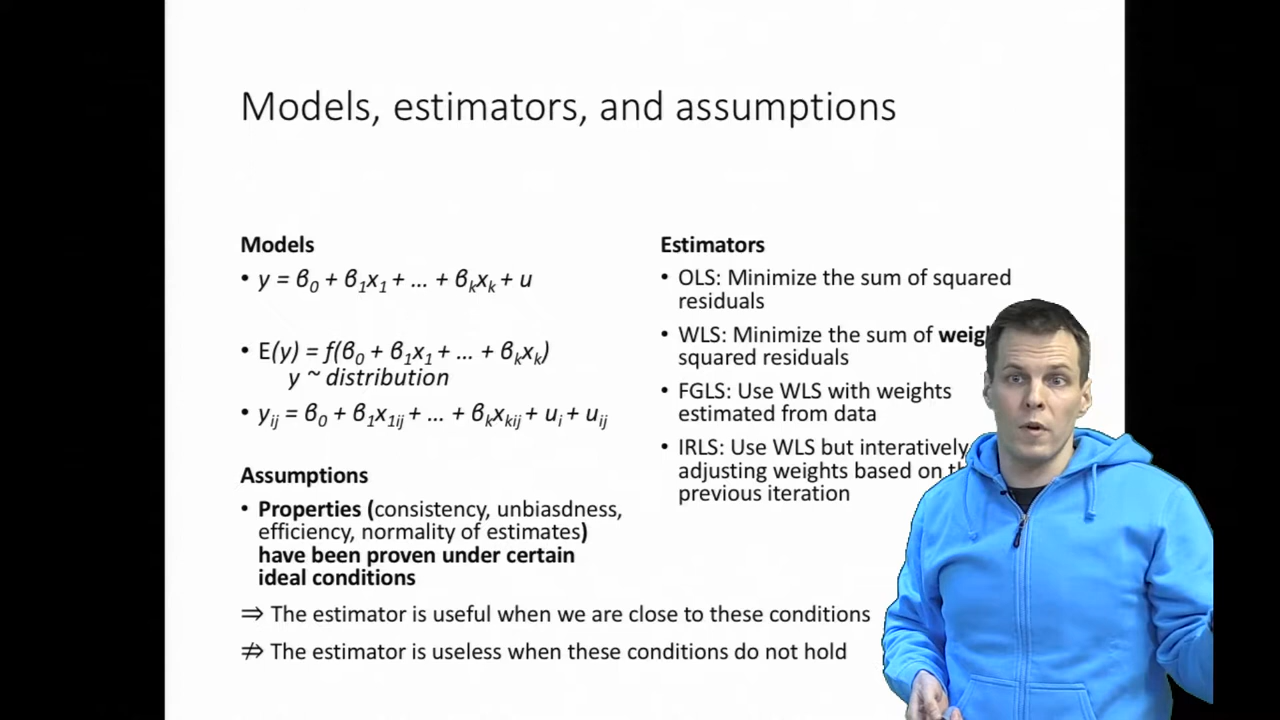 Models, estimators, and assumptions
Models
• y = β0 + β1x1 + … + βkxk + u
• E(y) = f(β0 + β1x1 + … + βkxk)
y ~ distribution
• yij = β0 + β1x1ij + … + βkxkij + ui + uij
Assumptions
• Properties (consistency, unbiasdness,
efficiency, normality of estimates)
have been proven under certain
ideal conditions
⇒ The estimator is useful when we are close to these conditions
⇏ The estimator is useless when these conditions do not hold
Estimators
• OLS: Minimize the sum of squared
residuals
• WLS: Minimize the sum of
squared residuals
• FGLS: Use WLS with weights
estimated from data
• IRLS: Use WLS but interatively
adjusting weights based on
previous iteration